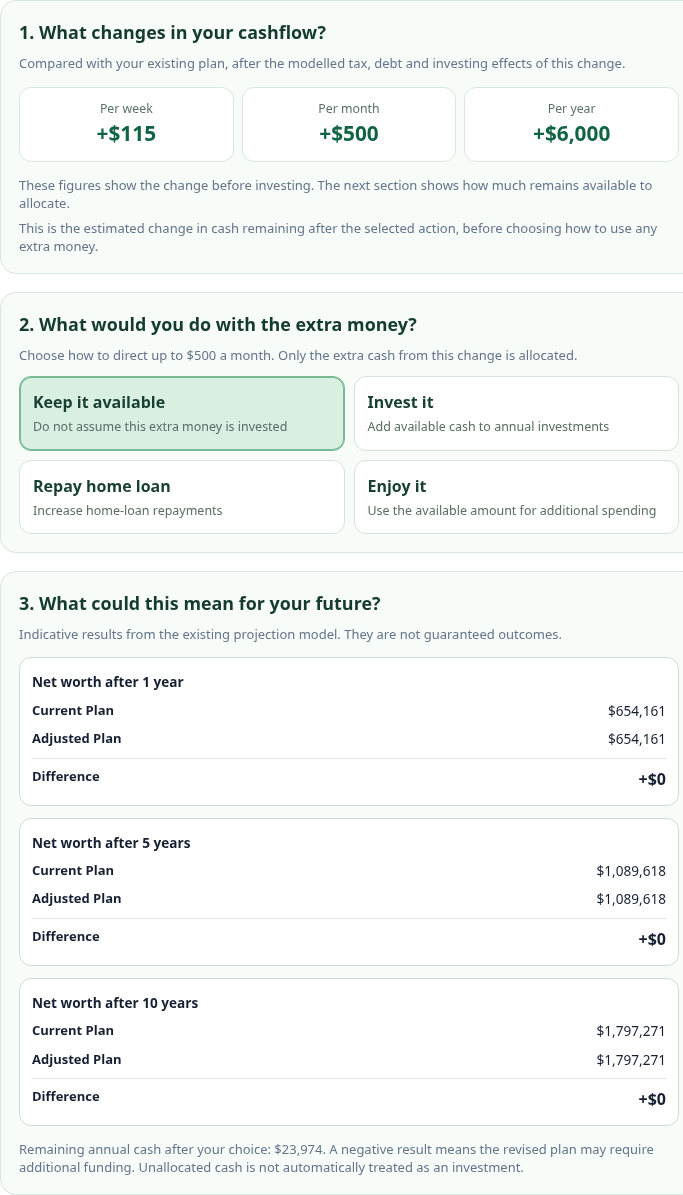 1. What changes in your cashflow?
Compared with your existing plan, after the modelled tax, debt and investing effects of this change.
Per week
+$115
Per month
+$500
Per year
+$6,000
These figures show the change before investing. The next section shows how much remains available to
allocate.
This is the estimated change in cash remaining after the selected action, before choosing how to use any
extra money.
2. What would you do with the extra money?
Choose how to direct up to $500 a month. Only the extra cash from this change is allocated.
Keep it available
Do not assume this extra money is invested
Invest it
Add available cash to annual investments
Repay home loan
Increase home-loan repayments
Enjoy it
Use the available amount for additional spending
3. What could this mean for your future?
Indicative results from the existing projection model. They are not guaranteed outcomes.
Net worth after 1 year
Current Plan $654,161
Adjusted Plan $654,161
Difference +$0
Net worth after 5 years
Current Plan $1,089,618
Adjusted Plan $1,089,618
Difference +$0
Net worth after 10 years
Current Plan $1,797,271
Adjusted Plan $1,797,271
Difference +$0
Remaining annual cash after your choice: $23,974. A negative result means the revised plan may require
additional funding. Unallocated cash is not automatically treated as an investment.